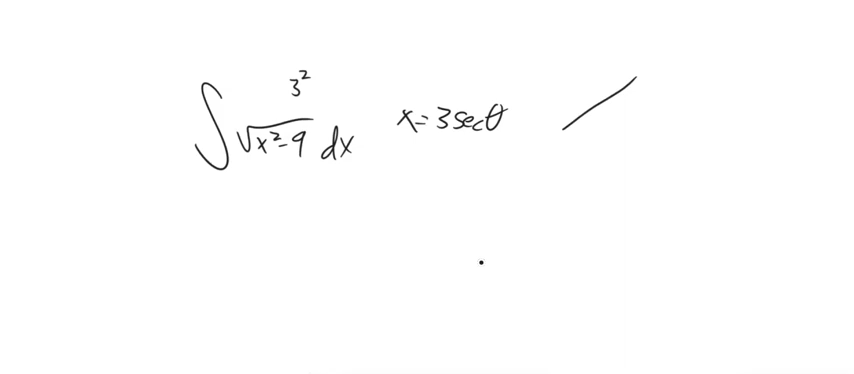 3²
∫√x²-9 dx x=3secθ